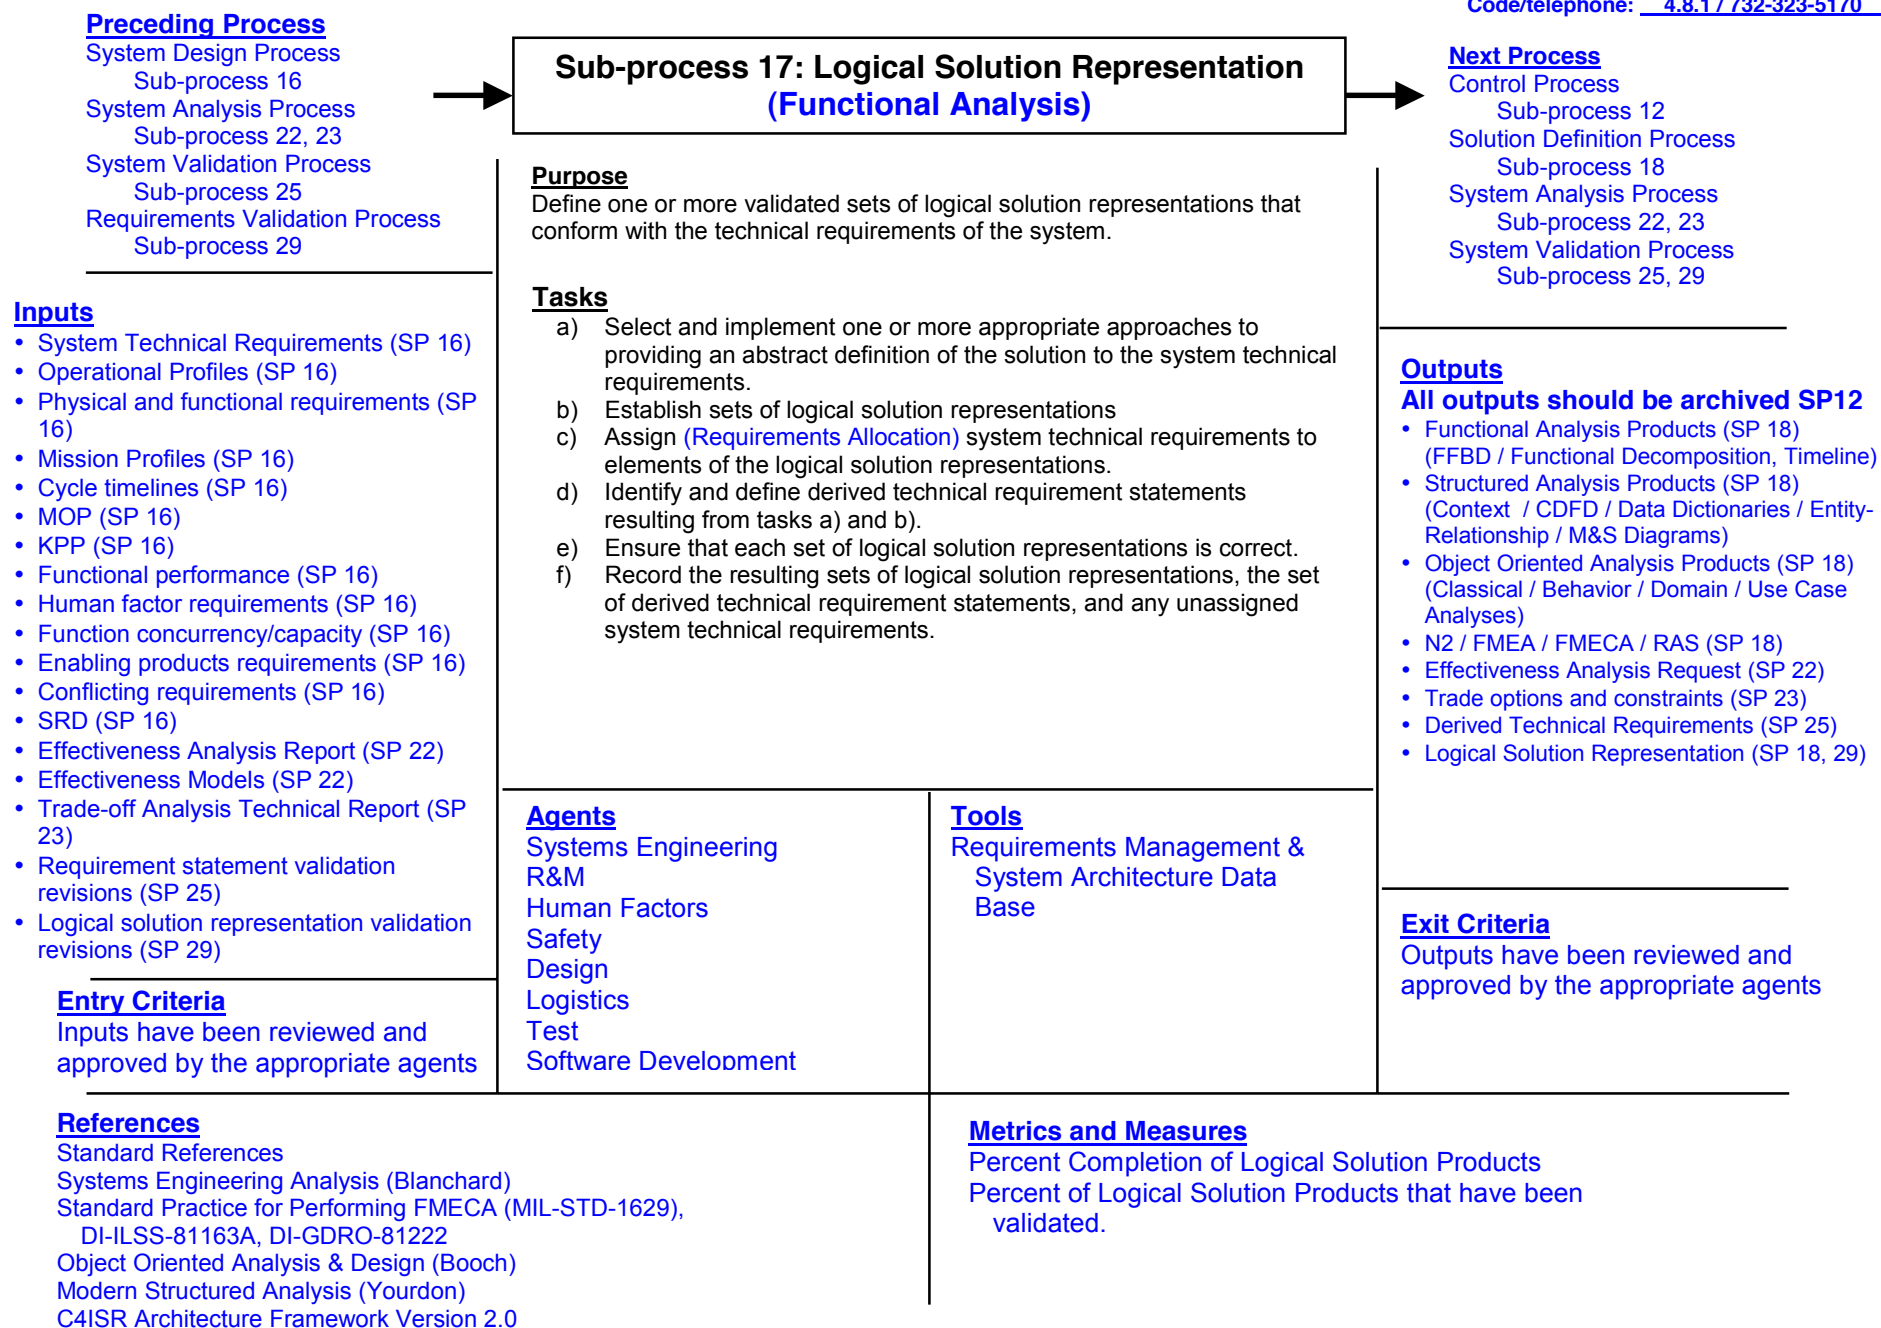 Code/telephone: 4.8.1 / 732-323-5170
Preceding Process
System Design Process
Sub-process 16
System Analysis Process
Sub-process 22, 23
System Validation Process
Sub-process 25
Requirements Validation Process
Sub-process 29
Sub-process 17: Logical Solution Representation
(Functional Analysis)
Next Process
Control Process
Sub-process 12
Solution Definition Process
Sub-process 18
System Analysis Process
Sub-process 22, 23
System Validation Process
Sub-process 25, 29
Inputs
• System Technical Requirements (SP 16)
• Operational Profiles (SP 16)
• Physical and functional requirements (SP
16)
• Mission Profiles (SP 16)
• Cycle timelines (SP 16)
• MOP (SP 16)
• KPP (SP 16)
• Functional performance (SP 16)
• Human factor requirements (SP 16)
• Function concurrency/capacity (SP 16)
• Enabling products requirements (SP 16)
• Conflicting requirements (SP 16)
• SRD (SP 16)
• Effectiveness Analysis Report (SP 22)
• Effectiveness Models (SP 22)
• Trade-off Analysis Technical Report (SP
23)
• Requirement statement validation
revisions (SP 25)
• Logical solution representation validation
revisions (SP 29)
Purpose
Define one or more validated sets of logical solution representations that
conform with the technical requirements of the system.
Tasks
a) Select and implement one or more appropriate approaches to
providing an abstract definition of the solution to the system technical
requirements.
b) Establish sets of logical solution representations
c) Assign (Requirements Allocation) system technical requirements to
elements of the logical solution representations.
d) Identify and define derived technical requirement statements
resulting from tasks a) and b).
e) Ensure that each set of logical solution representations is correct.
f) Record the resulting sets of logical solution representations, the set
of derived technical requirement statements, and any unassigned
system technical requirements.
Outputs
All outputs should be archived SP12
• Functional Analysis Products (SP 18)
(FFBD / Functional Decomposition, Timeline)
• Structured Analysis Products (SP 18)
(Context / CDFD / Data Dictionaries / Entity-
Relationship / M&S Diagrams)
• Object Oriented Analysis Products (SP 18)
(Classical / Behavior / Domain / Use Case
Analyses)
• N2 / FMEA / FMECA / RAS (SP 18)
• Effectiveness Analysis Request (SP 22)
• Trade options and constraints (SP 23)
• Derived Technical Requirements (SP 25)
• Logical Solution Representation (SP 18, 29)
Agents
Systems Engineering
R&M
Human Factors
Safety
Design
Logistics
Test
Software Development
Tools
Requirements Management &
System Architecture Data
Base
Exit Criteria
Outputs have been reviewed and
approved by the appropriate agents
Entry Criteria
Inputs have been reviewed and
approved by the appropriate agents
References
Standard References
Systems Engineering Analysis (Blanchard)
Standard Practice for Performing FMECA (MIL-STD-1629),
DI-ILSS-81163A, DI-GDRO-81222
Object Oriented Analysis & Design (Booch)
Modern Structured Analysis (Yourdon)
C4ISR Architecture Framework Version 2.0
Metrics and Measures
Percent Completion of Logical Solution Products
Percent of Logical Solution Products that have been
validated.